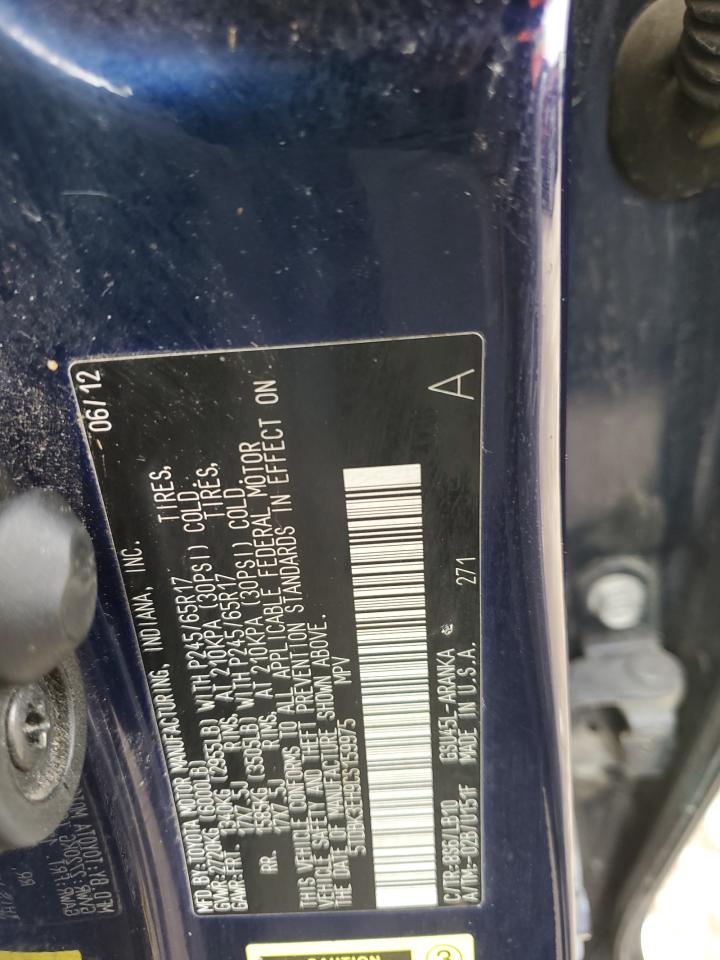 MFD BY: TOYOTA MOTOR MANUFACTURING, INDIANA, INC. 06/12
GVWR: 2720KG (6000LB)
GAWR: FRT. 1340KG (2955LB) WITH P245/65R17 TIRES,
17X7.5J RIMS, AT 210KPA (30PSI) COLD.
RR. 1585KG (3505LB) WITH P245/65R17 TIRES,
17X7.5J RIMS, AT 210KPA (30PSI) COLD.
THIS VEHICLE CONFORMS TO ALL APPLICABLE FEDERAL MOTOR
VEHICLE SAFETY AND THEFT PREVENTION STANDARDS IN EFFECT ON
THE DATE OF MANUFACTURE SHOWN ABOVE.
MPV
A
C/TR: 8S6/LB10 GSU45L-ARANKA
A/TM: -02B/U151F MADE IN U.S.A. 271
CAUTION
3